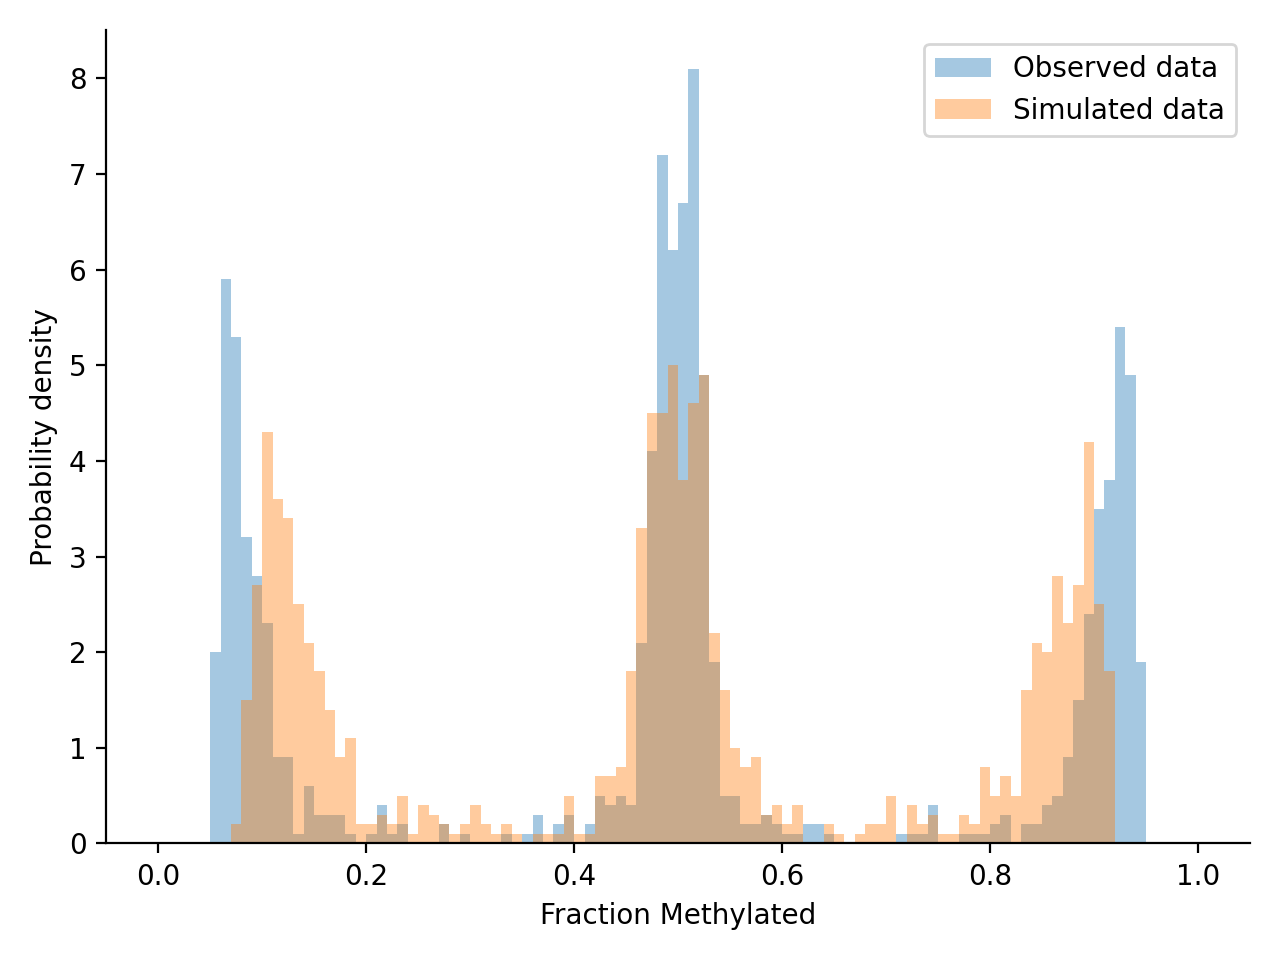 Observed data
Simulated data
Probability density
8
7
6
5
4
3
2
1
0
0.0 0.2 0.4 0.6 0.8 1.0
Fraction Methylated